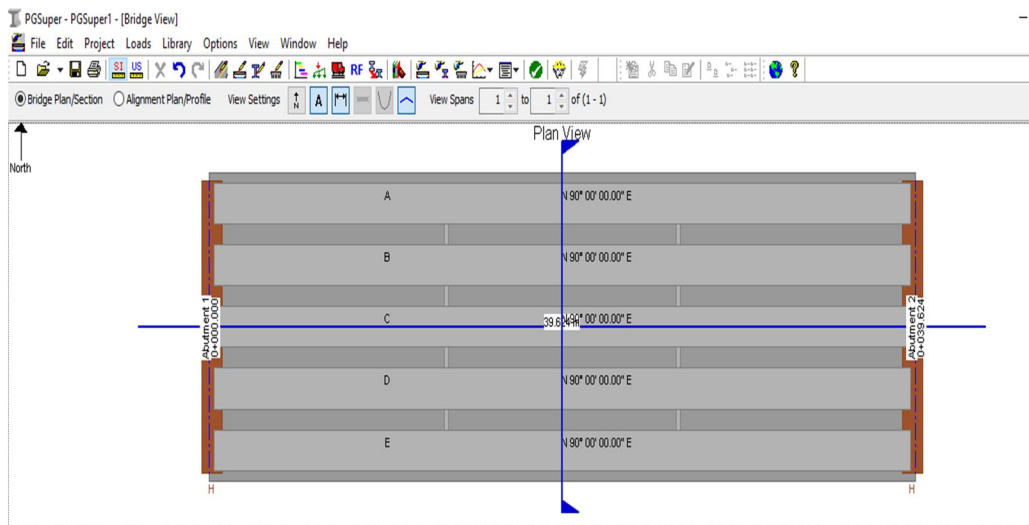 PGSuper - PGSuper1 - [Bridge View]
File Edit Project Loads Library Options View Window Help
SI US RF
Bridge Plan/Section Alignment Plan/Profile View Settings N A View Spans 1 to 1 of (1 - 1)
Plan View
North
A N 90° 00' 00.00" E
B N 90° 00' 00.00" E
C N 90° 00' 00.00" E
39.624 m
D N 90° 00' 00.00" E
E N 90° 00' 00.00" E
Abutment 1
0+000.000
Abutment 2
0+039.624
H H